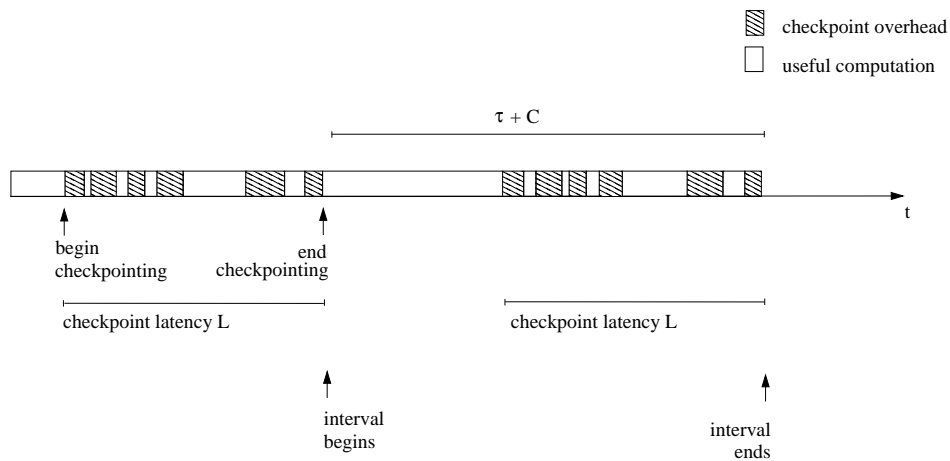 checkpoint overhead
useful computation
τ + C
t
begin
checkpointing
end
checkpointing
checkpoint latency L
checkpoint latency L
interval
begins
interval
ends